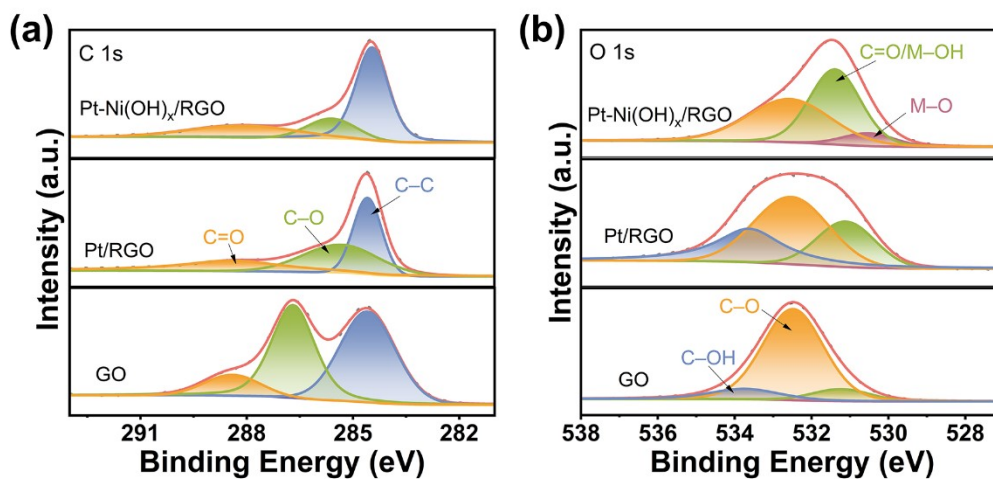 (a)
C 1s
Pt-Ni(OH)ₓ/RGO
Pt/RGO
C=O
C–O
C–C
GO
Intensity (a.u.)
291 288 285 282
Binding Energy (eV)
(b)
O 1s
C=O/M–OH
Pt-Ni(OH)ₓ/RGO
M–O
Pt/RGO
C–O
C–OH
GO
Intensity (a.u.)
538 536 534 532 530 528
Binding Energy (eV)